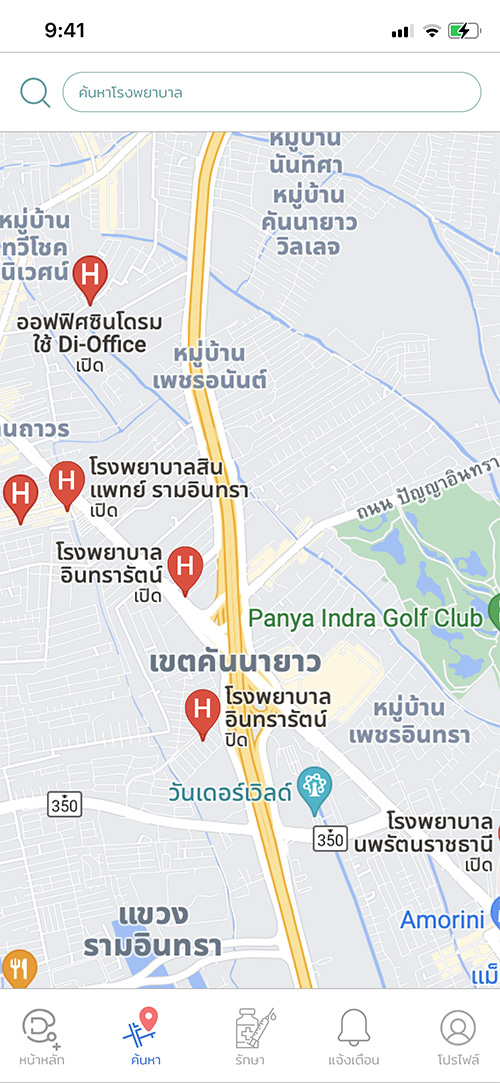 9:41
ค้นหาโรงพยาบาล
หมู่บ้าน
นันทิศา
หมู่บ้าน
คันนายาว
วิลเลจ
หมู่บ้าน
ทวีโชค
นิเวศน์
H
ออฟฟิศซินโดรม
ใช้ Di-Office
เปิด
หมู่บ้าน
เพชรอนันต์
นถาวร
H
H
โรงพยาบาลสิน
แพทย์ รามอินทรา
เปิด
ถนน ปัญญาอินทรา
โรงพยาบาล
อินทรารัตน์
เปิด
H
Panya Indra Golf Club
เขตคันนายาว
H
โรงพยาบาล
อินทรารัตน์
ปิด
หมู่บ้าน
เพชรอินทรา
วันเดอร์เวิลด์
350
350
โรงพยาบาล
นพรัตนราชธานี
เปิด
แขวง
รามอินทรา
Amorini
แม็
หน้าหลัก
ค้นหา
รักษา
แจ้งเตือน
โปรไฟล์